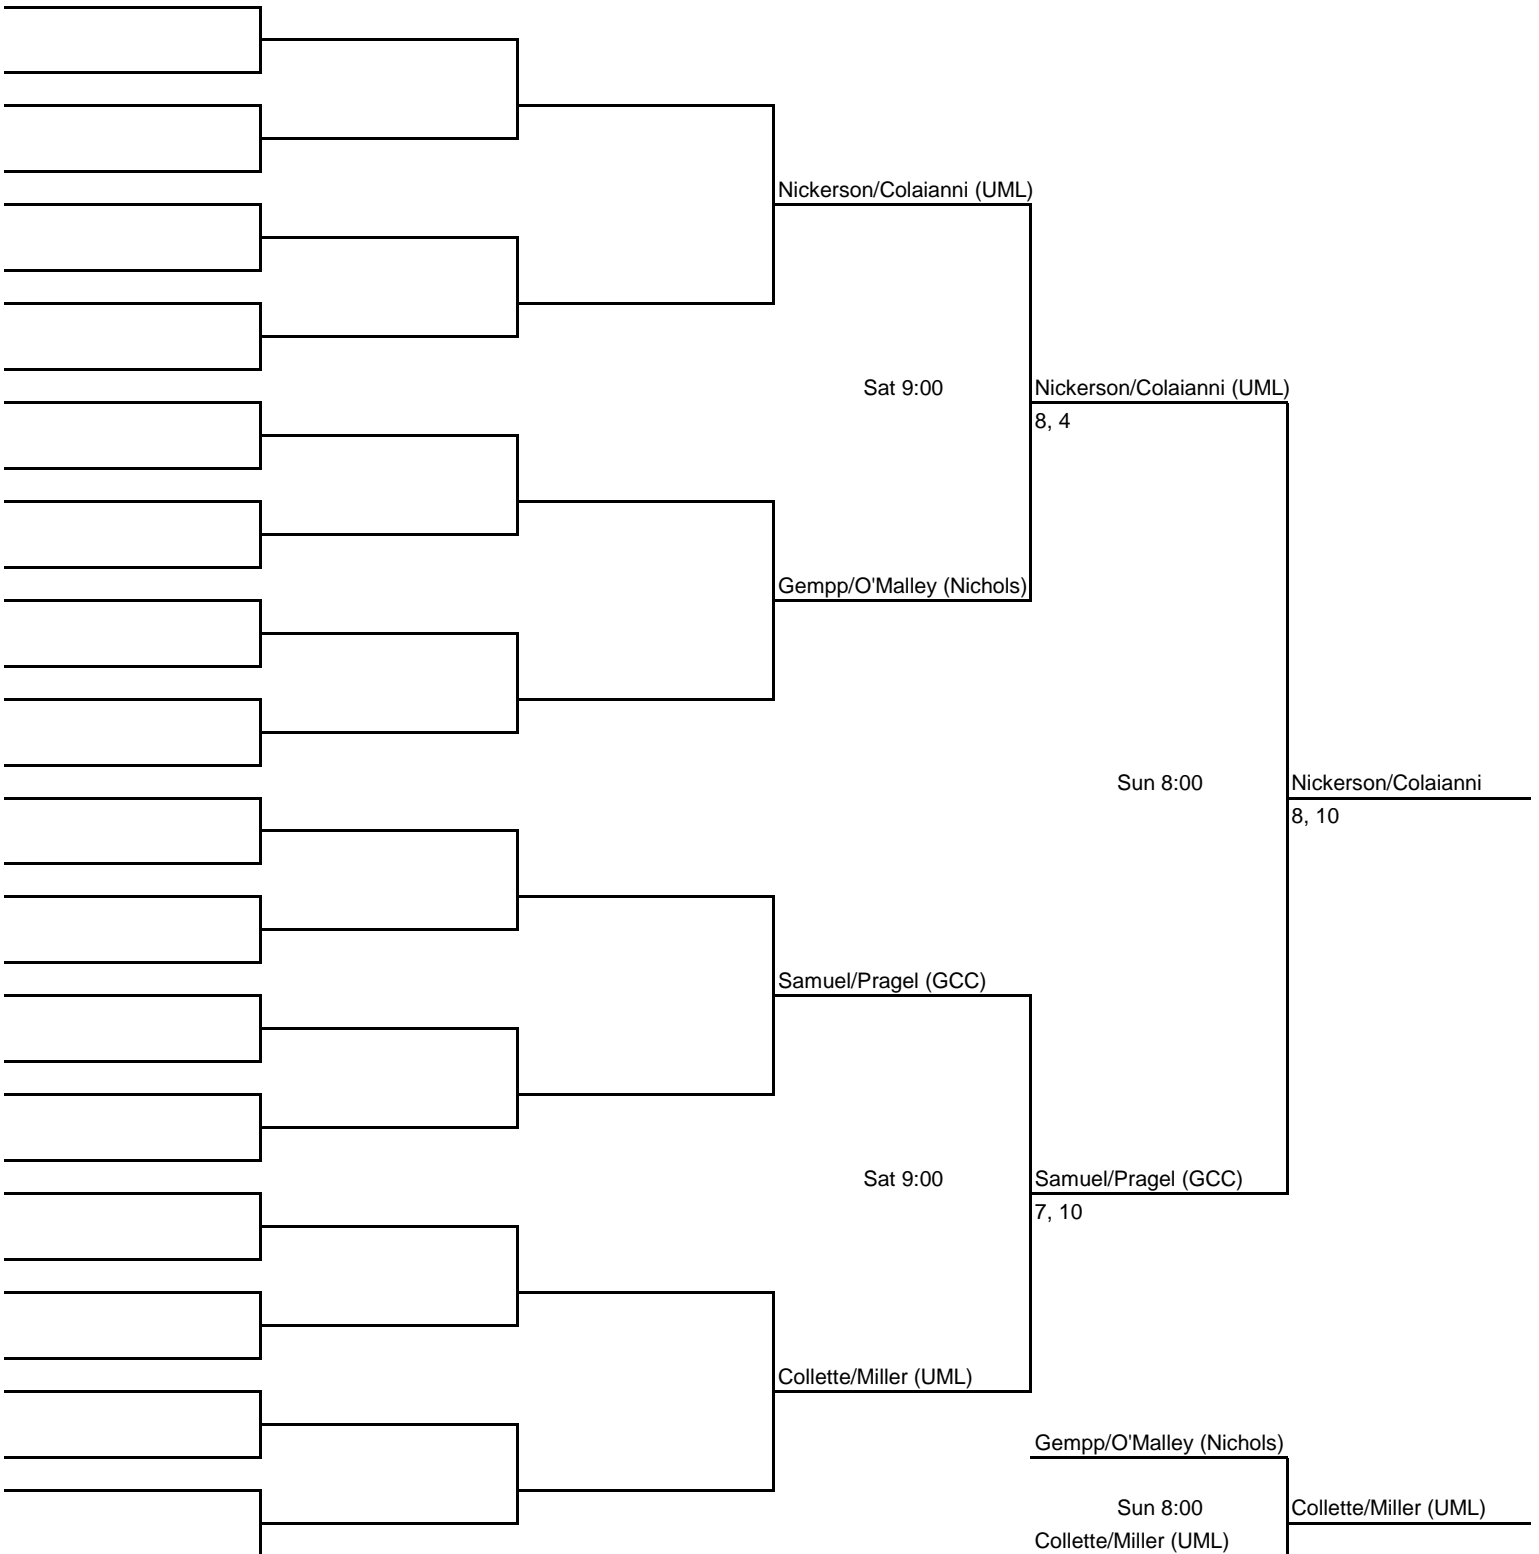 Nickerson/Colaianni (UML)
Sat 9:00
Nickerson/Colaianni (UML)
8, 4
Gempp/O'Malley (Nichols)
Sun 8:00
Nickerson/Colaianni
8, 10
Samuel/Pragel (GCC)
Sat 9:00
Samuel/Pragel (GCC)
7, 10
Collette/Miller (UML)
Gempp/O'Malley (Nichols)
Sun 8:00
Collette/Miller (UML)
Collette/Miller (UML)